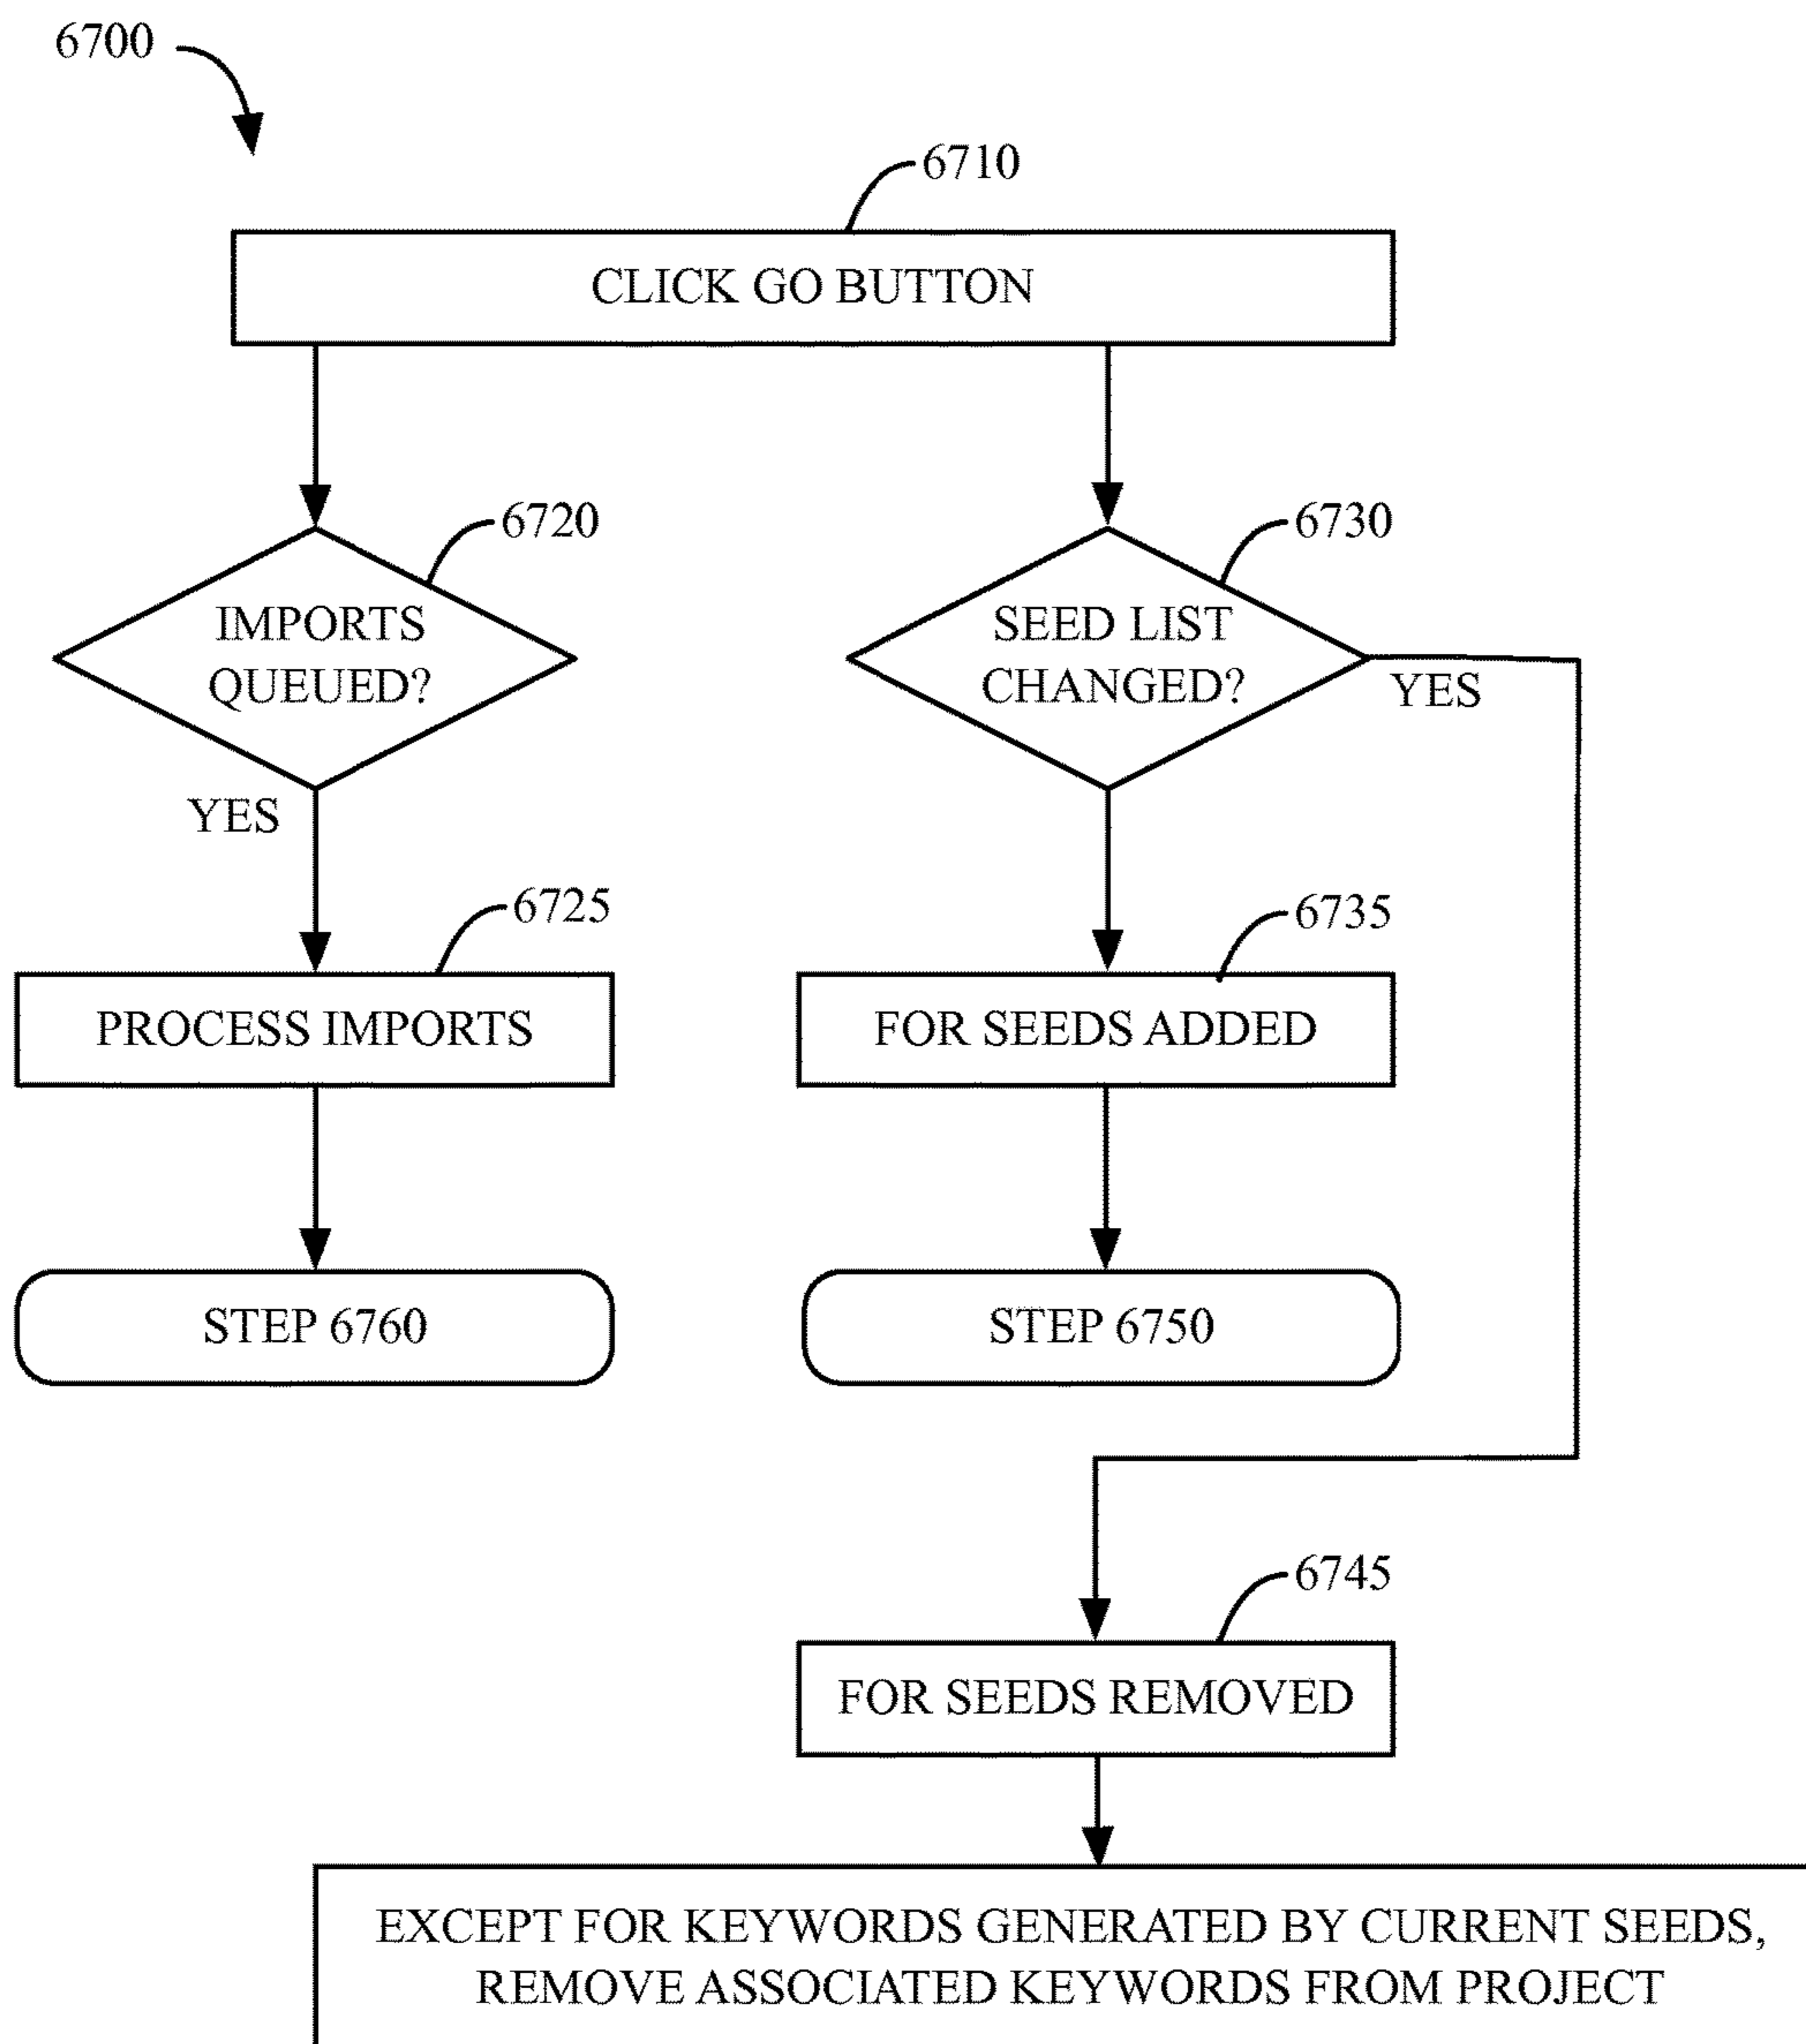 6700
6710
CLICK GO BUTTON
6720
6730
IMPORTS
QUEUED?
SEED LIST
CHANGED?
YES
YES
6725
6735
PROCESS IMPORTS
FOR SEEDS ADDED
STEP 6760
STEP 6750
6745
FOR SEEDS REMOVED
EXCEPT FOR KEYWORDS GENERATED BY CURRENT SEEDS,
REMOVE ASSOCIATED KEYWORDS FROM PROJECT